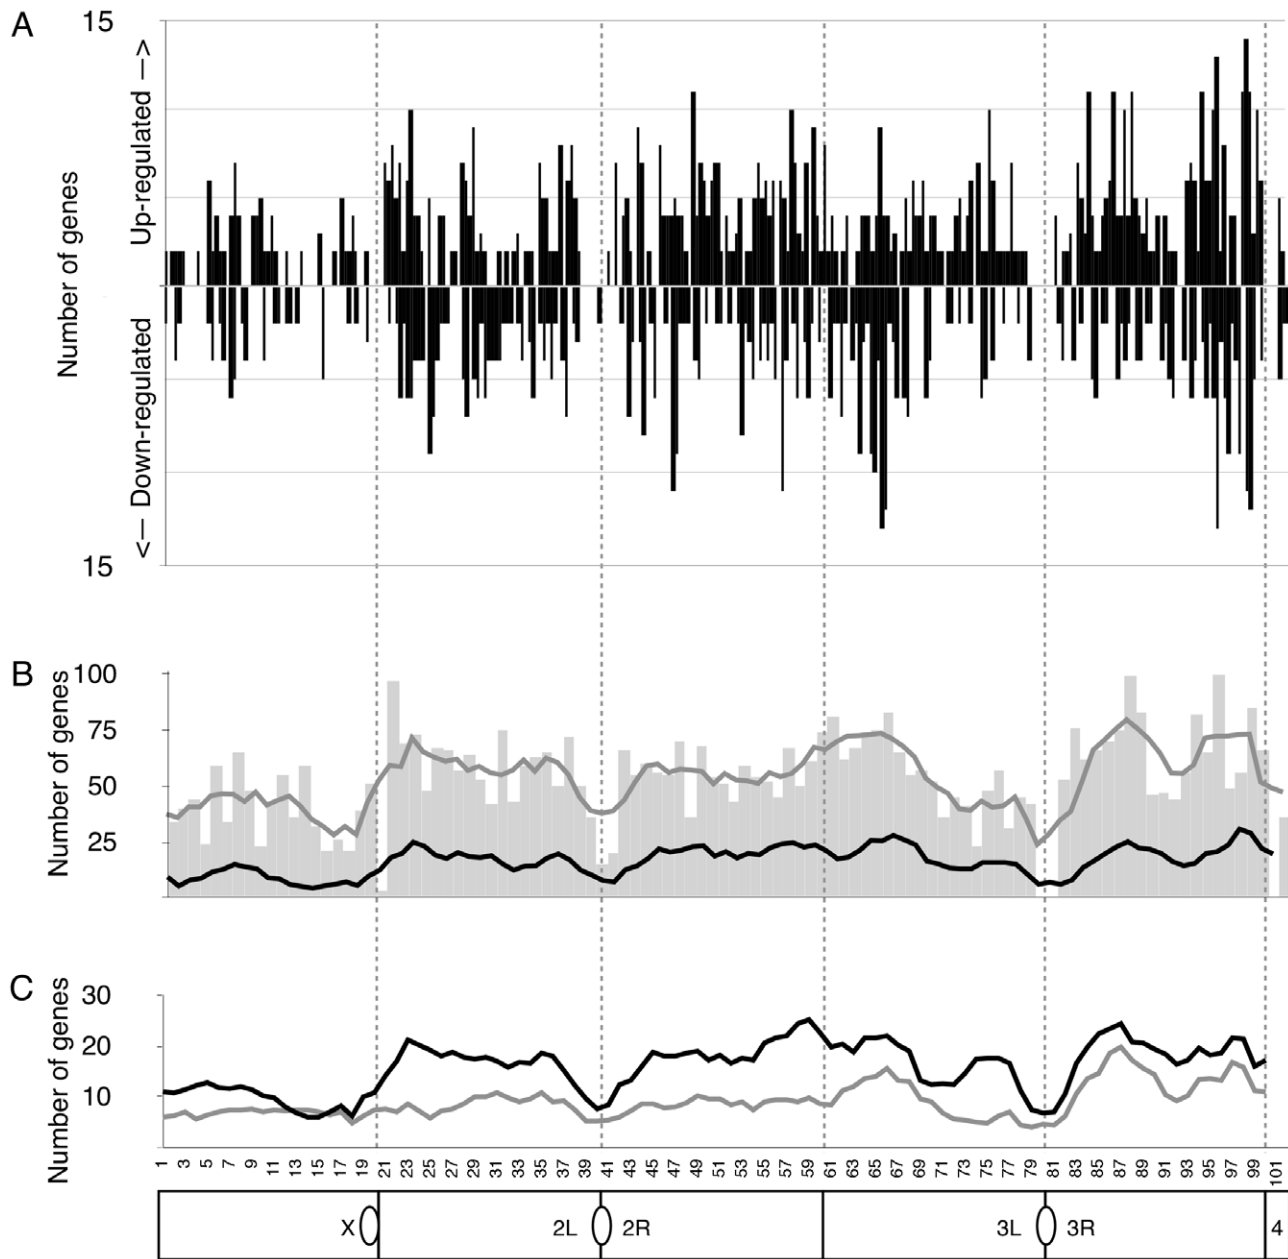 A
15
Number of genes
Up-regulated —>
<— Down-regulated
15
B
Number of genes
100
75
50
25
C
Number of genes
30
20
10
1 3 5 7 9 11 13 15 17 19 21 23 25 27 29 31 33 35 37 39 41 43 45 47 49 51 53 55 57 59 61 63 65 67 69 71 73 75 77 79 81 83 85 87 89 91 93 95 97 99 101
X 2L 2R 3L 3R 4